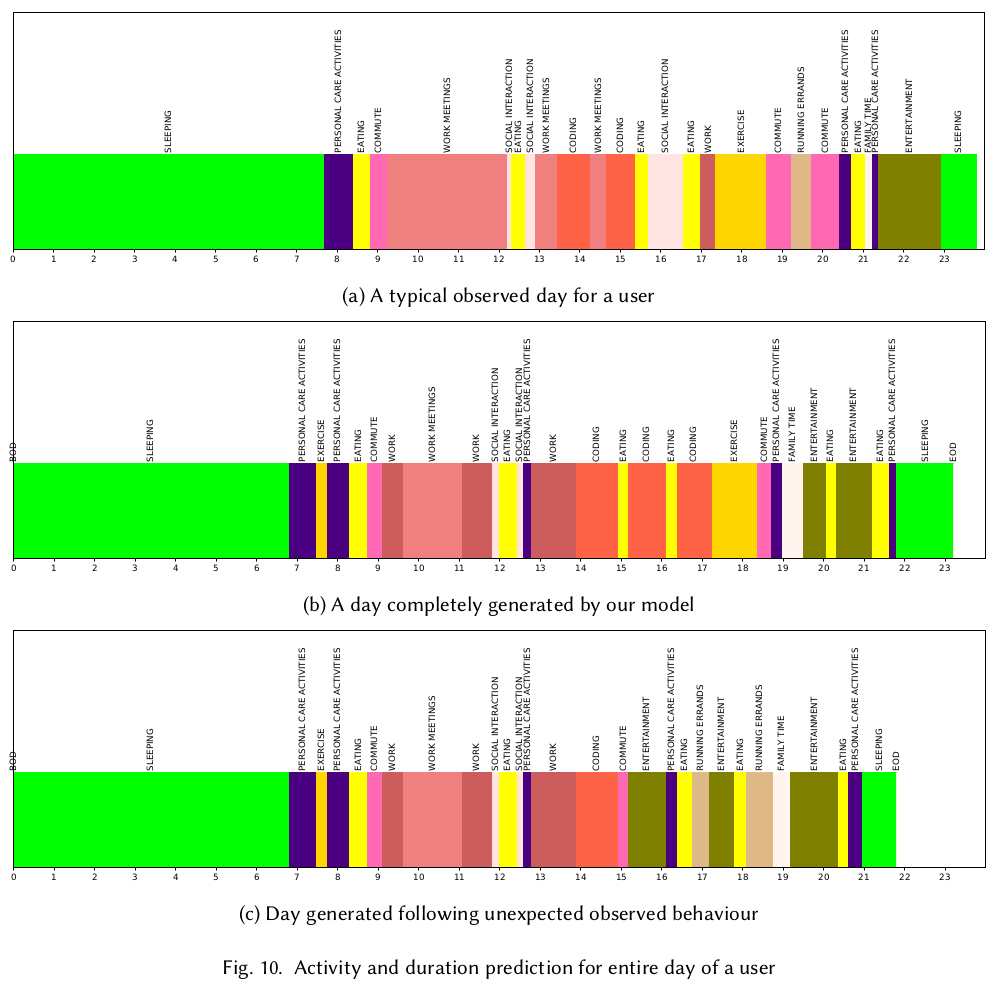 SLEEPING
PERSONAL CARE ACTIVITIES
EATING
COMMUTE
WORK MEETINGS
SOCIAL INTERACTION
EATING
SOCIAL INTERACTION
WORK MEETINGS
CODING
WORK MEETINGS
CODING
EATING
SOCIAL INTERACTION
EATING
WORK
EXERCISE
COMMUTE
RUNNING ERRANDS
COMMUTE
PERSONAL CARE ACTIVITIES
EATING
FAMILY TIME
PERSONAL CARE ACTIVITIES
ENTERTAINMENT
SLEEPING
0 1 2 3 4 5 6 7 8 9 10 11 12 13 14 15 16 17 18 19 20 21 22 23
(a) A typical observed day for a user
BOD
SLEEPING
PERSONAL CARE ACTIVITIES
EXERCISE
PERSONAL CARE ACTIVITIES
EATING
COMMUTE
WORK
WORK MEETINGS
WORK
SOCIAL INTERACTION
EATING
SOCIAL INTERACTION
PERSONAL CARE ACTIVITIES
WORK
CODING
EATING
CODING
EATING
CODING
EXERCISE
COMMUTE
PERSONAL CARE ACTIVITIES
FAMILY TIME
ENTERTAINMENT
EATING
ENTERTAINMENT
EATING
PERSONAL CARE ACTIVITIES
SLEEPING
EOD
0 1 2 3 4 5 6 7 8 9 10 11 12 13 14 15 16 17 18 19 20 21 22 23
(b) A day completely generated by our model
BOD
SLEEPING
PERSONAL CARE ACTIVITIES
EXERCISE
PERSONAL CARE ACTIVITIES
EATING
COMMUTE
WORK
WORK MEETINGS
WORK
SOCIAL INTERACTION
EATING
SOCIAL INTERACTION
PERSONAL CARE ACTIVITIES
WORK
CODING
COMMUTE
ENTERTAINMENT
PERSONAL CARE ACTIVITIES
EATING
RUNNING ERRANDS
ENTERTAINMENT
EATING
RUNNING ERRANDS
FAMILY TIME
ENTERTAINMENT
EATING
PERSONAL CARE ACTIVITIES
SLEEPING
EOD
0 1 2 3 4 5 6 7 8 9 10 11 12 13 14 15 16 17 18 19 20 21 22 23
(c) Day generated following unexpected observed behaviour
Fig. 10. Activity and duration prediction for entire day of a user